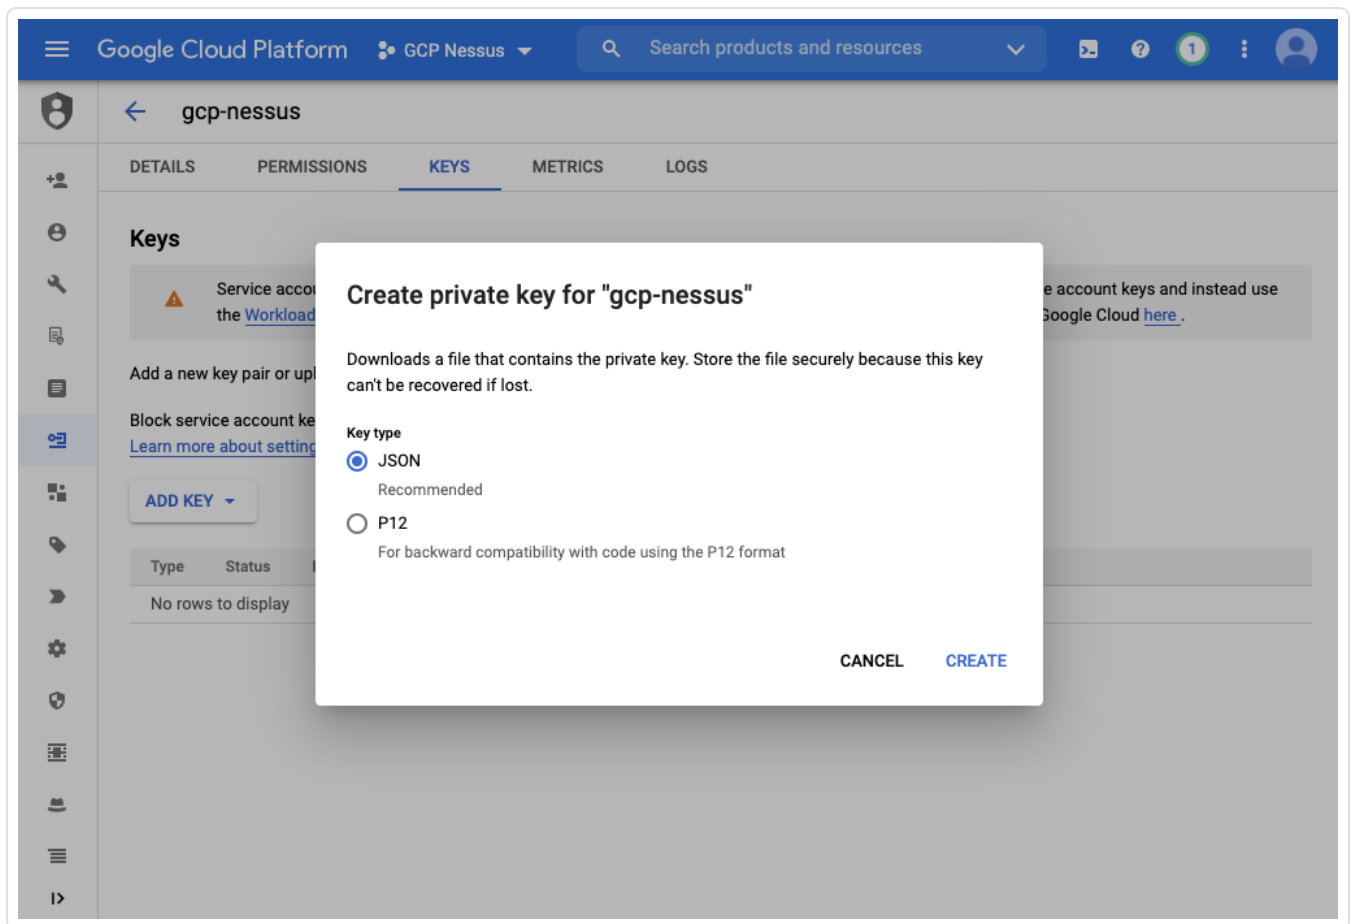 Google Cloud Platform
GCP Nessus
Search products and resources
1
gcp-nessus
DETAILS PERMISSIONS KEYS METRICS LOGS
Keys
Service accou
e account keys and instead use
the Workload
Google Cloud here .
Create private key for "gcp-nessus"
Downloads a file that contains the private key. Store the file securely because this key
can't be recovered if lost.
Add a new key pair or upl
Block service account ke
Learn more about setting
Key type
JSON
Recommended
P12
For backward compatibility with code using the P12 format
ADD KEY
Type Status
No rows to display
CANCEL CREATE